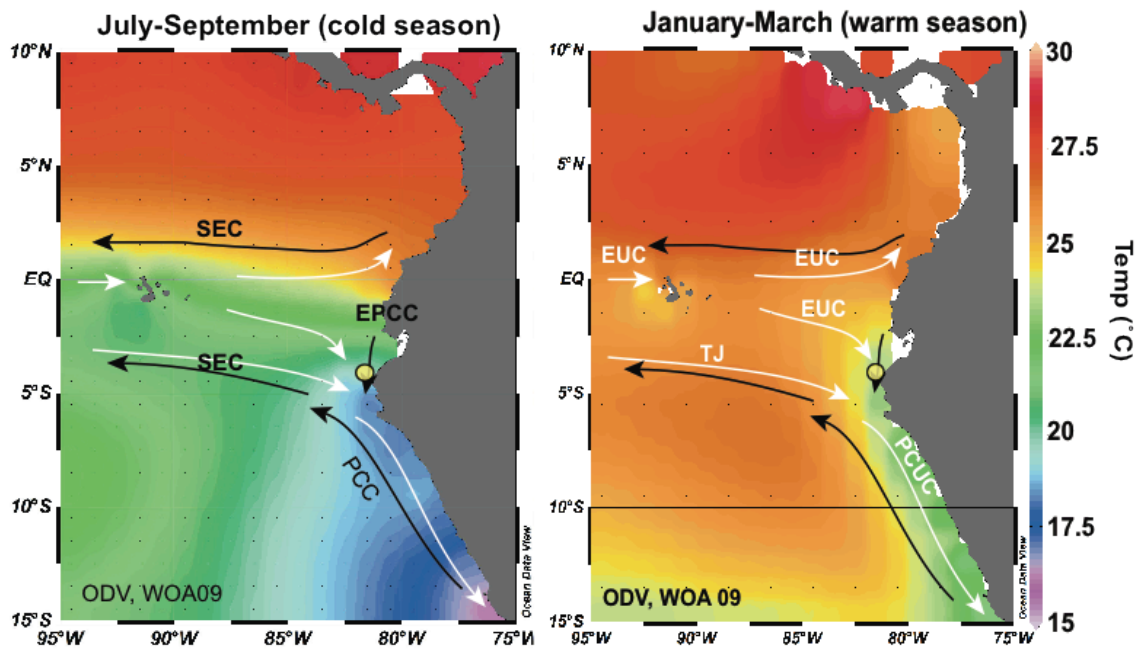 July-September (cold season)
10°N
5°N
EQ
5°S
10°S
15°S
95°W
90°W
85°W
80°W
75°W
SEC
EPCC
SEC
PCC
ODV, WOA09
Ocean Data View
January-March (warm season)
10°N
5°N
EQ
5°S
10°S
15°S
95°W
90°W
85°W
80°W
75°W
EUC
EUC
EUC
TJ
PCUC
ODV, WOA 09
Ocean Data View
30
27.5
25
22.5
20
17.5
15
Temp (°C)